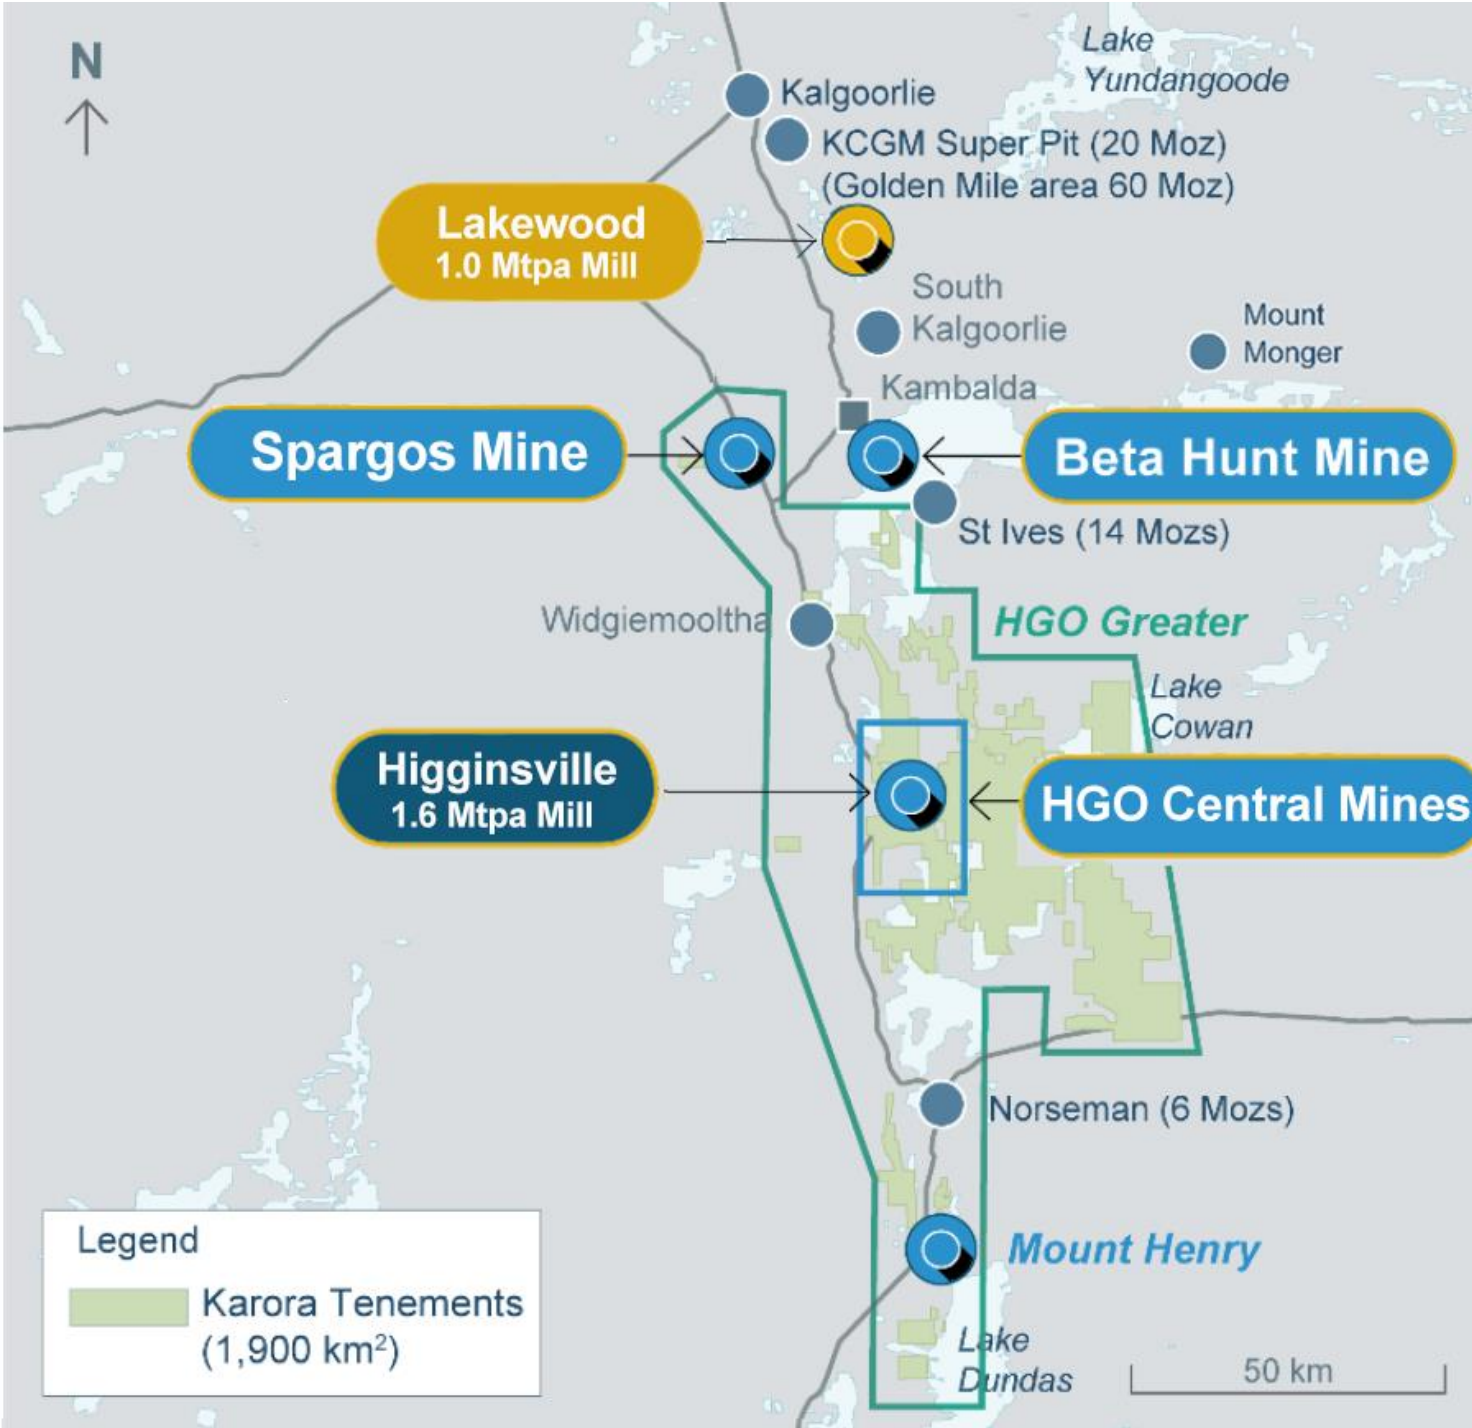 N
Lake
Yundangoode
Kalgoorlie
KCGM Super Pit (20 Moz)
(Golden Mile area 60 Moz)
Lakewood
1.0 Mtpa Mill
South
Kalgoorlie
Mount
Monger
Kambalda
Spargos Mine
Beta Hunt Mine
St Ives (14 Mozs)
Widgiemooltha
HGO Greater
Lake
Cowan
Higginsville
1.6 Mtpa Mill
HGO Central Mines
Norseman (6 Mozs)
Mount Henry
Legend
Karora Tenements
(1,900 km²)
Lake
Dundas
50 km